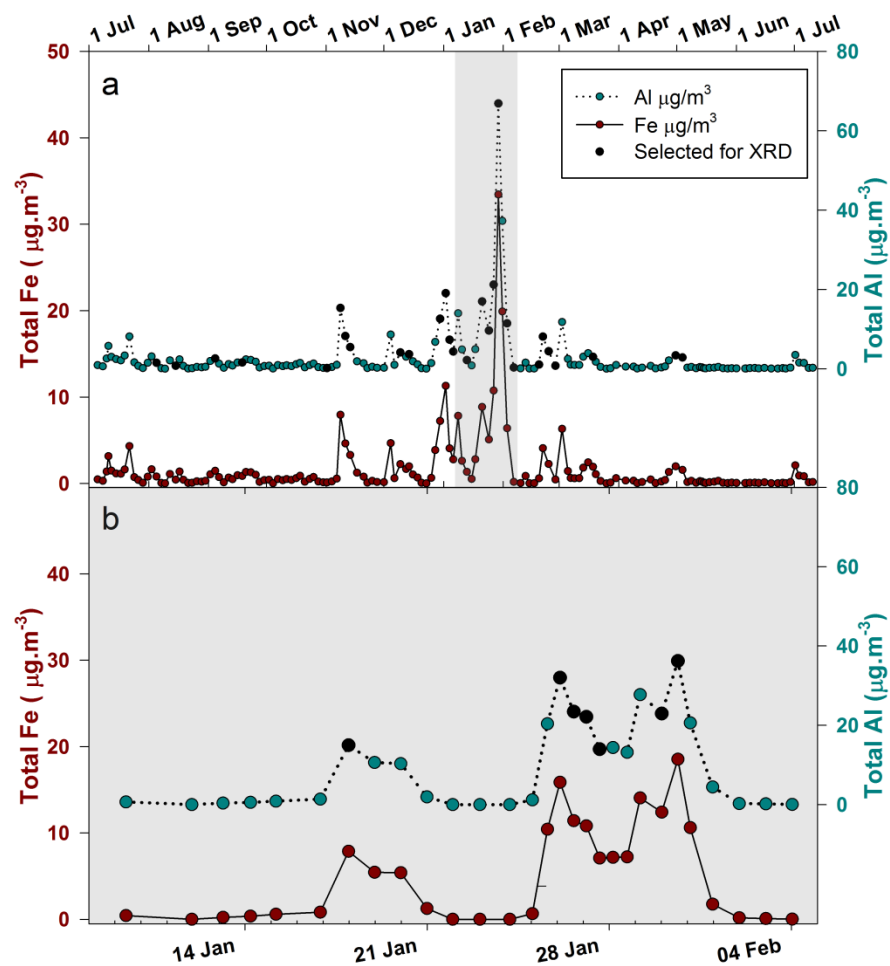 1 Jul 1 Aug 1 Sep 1 Oct 1 Nov 1 Dec 1 Jan 1 Feb 1 Mar 1 Apr 1 May 1 Jun 1 Jul
50
40
30
20
10
0
Total Fe ( μg.m-3)
a
Al μg/m3
Fe μg/m3
Selected for XRD
80
60
40
20
0
Total Al (μg.m-3)
b
40
30
20
10
0
Total Fe ( μg.m-3)
80
60
40
20
0
Total Al (μg.m-3)
14 Jan 21 Jan 28 Jan 04 Feb